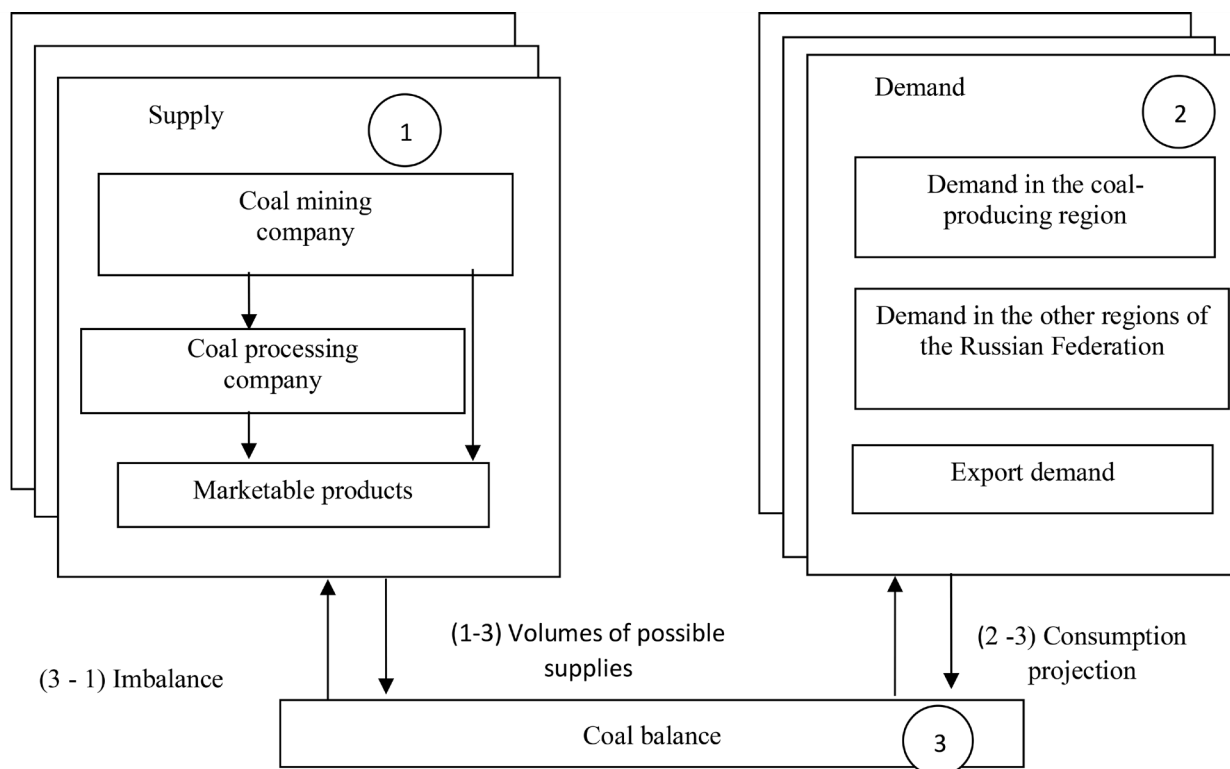 Supply
1
Coal mining
company
Coal processing
company
Marketable products
Demand
2
Demand in the coal-
producing region
Demand in the other regions of
the Russian Federation
Export demand
(3 - 1) Imbalance
(1-3) Volumes of possible
supplies
(2 -3) Consumption
projection
Coal balance
3